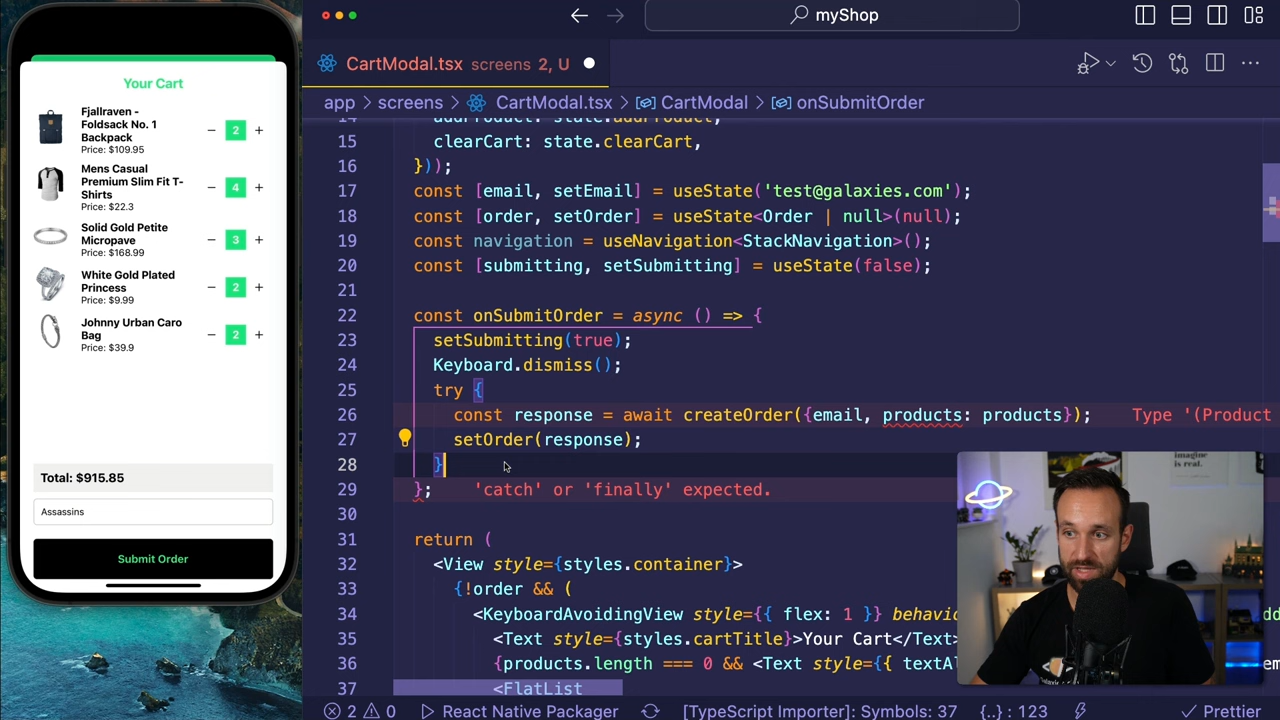 Your Cart
Fjallraven -
Foldsack No. 1
Backpack
Price: $109.95
− 2 +
Mens Casual
Premium Slim Fit T-
Shirts
Price: $22.3
− 4 +
Solid Gold Petite
Micropave
Price: $168.99
− 3 +
White Gold Plated
Princess
Price: $9.99
− 2 +
Johnny Urban Caro
Bag
Price: $39.9
− 2 +
Total: $915.85
Assassins
Submit Order
myShop
CartModal.tsx screens 2, U
app > screens > CartModal.tsx > CartModal > onSubmitOrder
14 addProduct: state.addProduct,
15 clearCart: state.clearCart,
16 }));
17 const [email, setEmail] = useState('test@galaxies.com');
18 const [order, setOrder] = useState<Order | null>(null);
19 const navigation = useNavigation<StackNavigation>();
20 const [submitting, setSubmitting] = useState(false);
21
22 const onSubmitOrder = async () => {
23 setSubmitting(true);
24 Keyboard.dismiss();
25 try {
26 const response = await createOrder({email, products: products}); Type '(Product
27 setOrder(response);
28 }
29 }; 'catch' or 'finally' expected.
30
31 return (
32 <View style={styles.container}>
33 {!order && (
34 <KeyboardAvoidingView style={{ flex: 1 }} behavio
35 <Text style={styles.cartTitle}>Your Cart</Text>
36 {products.length === 0 && <Text style={{ textAl
37 <FlatList
imagine
is real.
2 0 React Native Packager [TypeScript Importer]: Symbols: 37 {..} : 123 Prettier